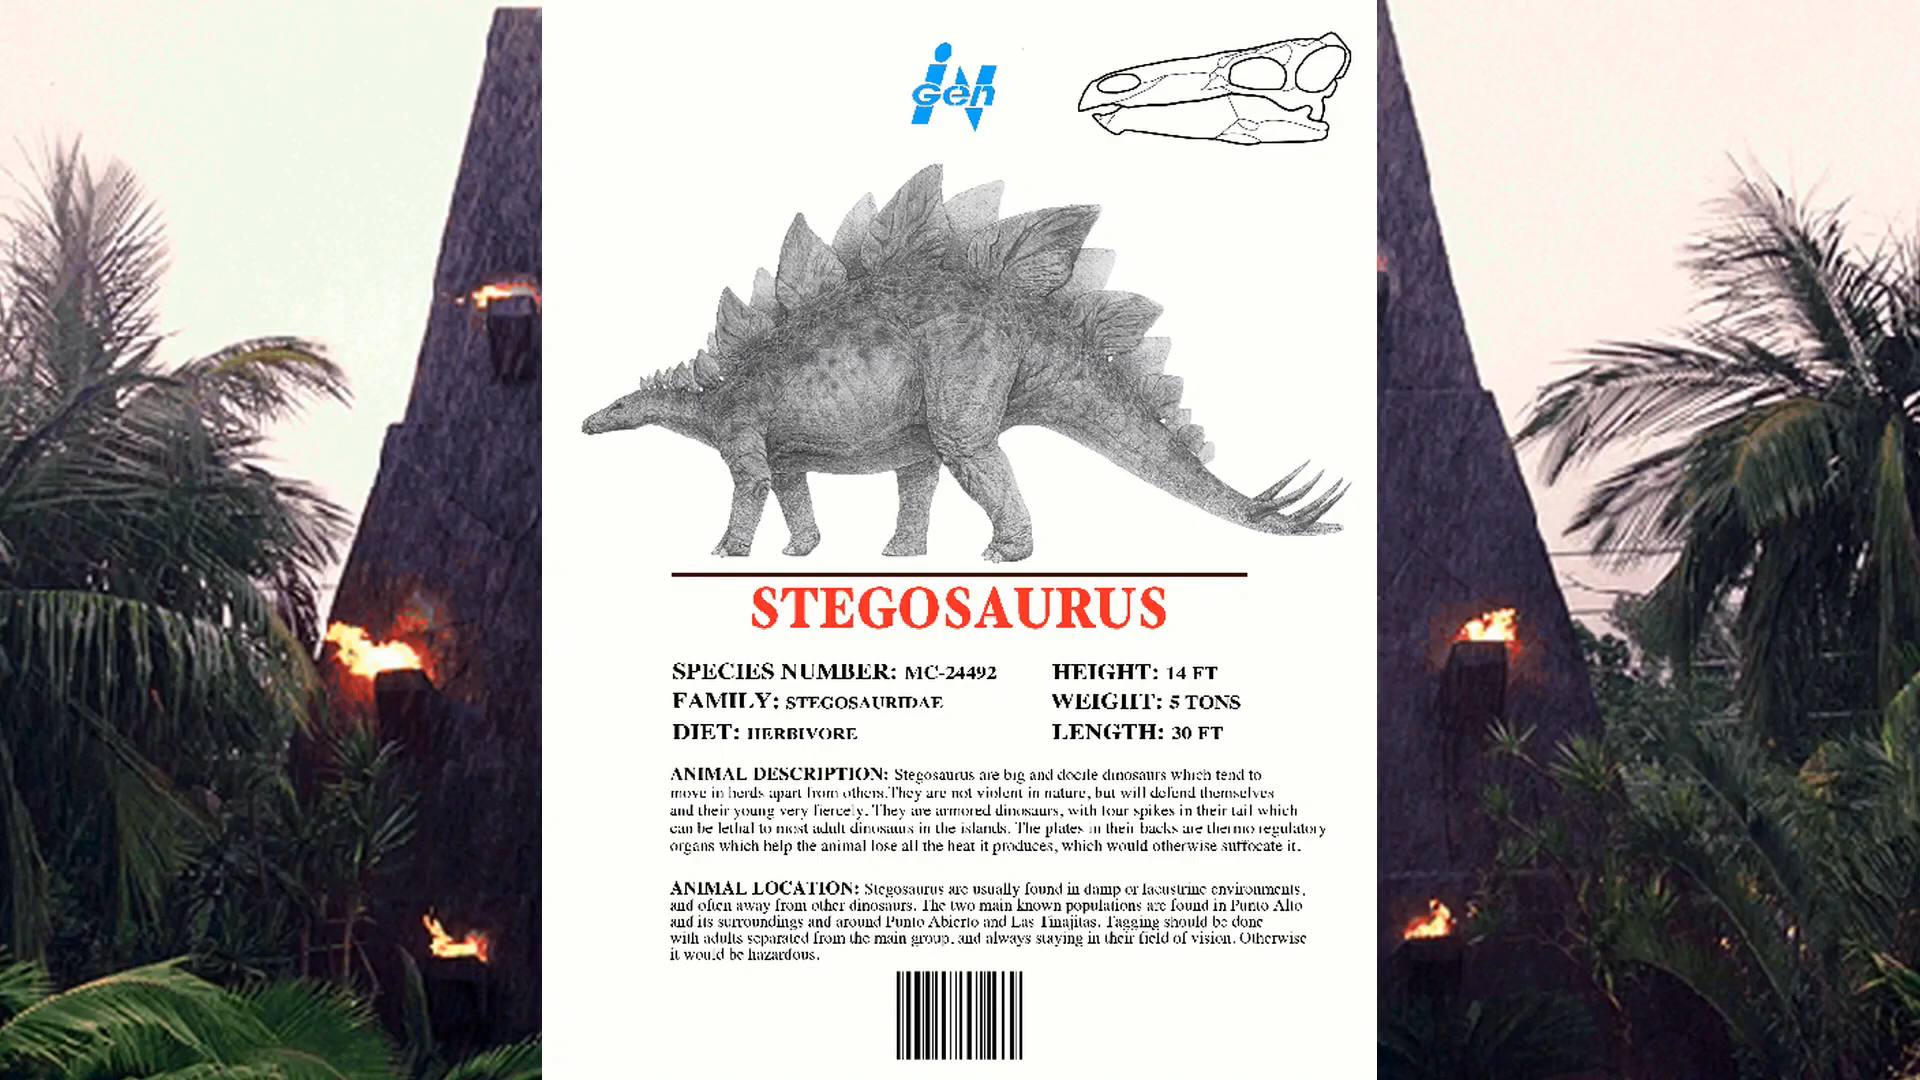 iNGen
STEGOSAURUS
SPECIES NUMBER: MC-24492
HEIGHT: 14 FT
FAMILY: STEGOSAURIDAE
WEIGHT: 5 TONS
DIET: HERBIVORE
LENGTH: 30 FT
ANIMAL DESCRIPTION: Stegosaurus are big and docile dinosaurs which tend to
move in herds apart from others.They are not violent in nature, but will defend themselves
and their young very fiercely. They are armored dinosaurs, with four spikes in their tail which
can be lethal to most adult dinosaurs in the islands. The plates in their backs are thermo regulatory
organs which help the animal lose all the heat it produces, which would otherwise suffocate it.
ANIMAL LOCATION: Stegosaurus are usually found in damp or lacustrine environments,
and often away from other dinosaurs. The two main known populations are found in Punto Alto
and its surroundings and around Punto Abierto and Las Tinajitas. Tagging should be done
with adults separated from the main group, and always staying in their field of vision. Otherwise
it would be hazardous.